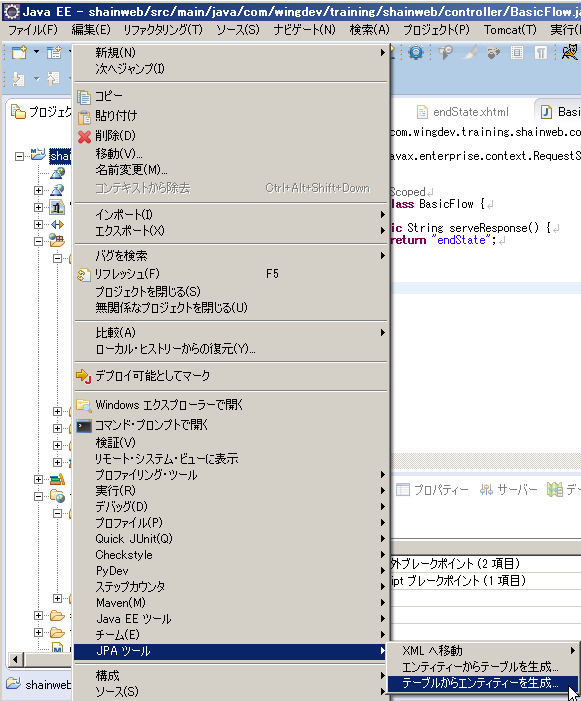 Java EE - shainweb/src/main/java/com/wingdev/training/shainweb/controller/BasicFlow.j
ファイル(F) 編集(E) リファクタリング(T) ソース(S) ナビゲート(N) 検索(A) プロジェクト(P) Tomcat(T) 実行(
プロジェク
endState.xhtml
Basi
shain
com.wingdev.training.shainweb.co
avax.enterprise.context.RequestS
Scoped
lass BasicFlow {
ic String serveResponse() {
return "endState";
新規(N)
次へジャンプ(I)
コピー
貼り付け
削除(D)
移動(V)...
名前変更(M)...
コンテキストから除去 Ctrl+Alt+Shift+Down
インポート(I)
エクスポート(X)
バグを検索
リフレッシュ(F) F5
プロジェクトを閉じる(S)
無関係なプロジェクトを閉じる(U)
比較(A)
ローカル・ヒストリーからの復元(Y)...
デプロイ可能としてマーク
Windows エクスプローラーで開く
コマンド・プロンプトで開く
検証(V)
リモート・システム・ビューに表示
プロファイリング・ツール
実行(R)
デバッグ(D)
プロファイル(P)
Quick JUnit(Q)
Checkstyle
PyDev
ステップカウンタ
Maven(M)
Java EE ツール
チーム(E)
JPA ツール
構成
ソース(S)
プロパティー サーバー デー
外ブレークポイント (2 項目)
ipt ブレークポイント (1 項目)
XML へ移動
エンティティーからテーブルを生成...
テーブルからエンティティーを生成...
shainweb